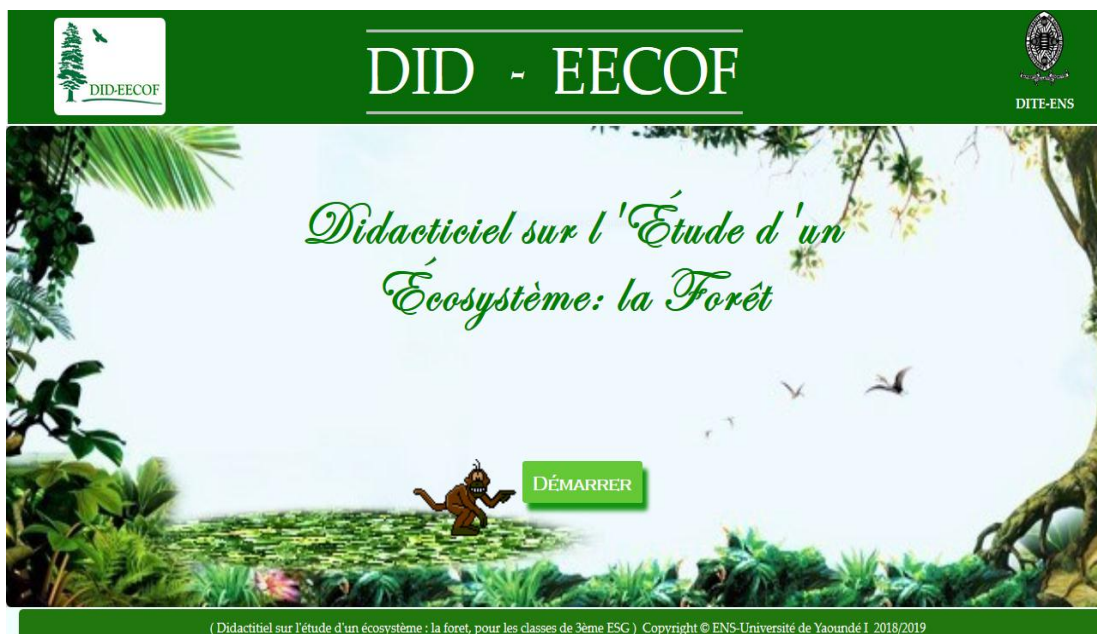 DID-EECOF
DID - EECOF
DITE-ENS
Didacticiel sur l'Étude d'un
Écosystème: la Forêt
DÉMARRER
( Didactitiel sur l'étude d'un écosystème : la foret, pour les classes de 3ème ESG ) Copyright © ENS-Université de Yaoundé I 2018/2019